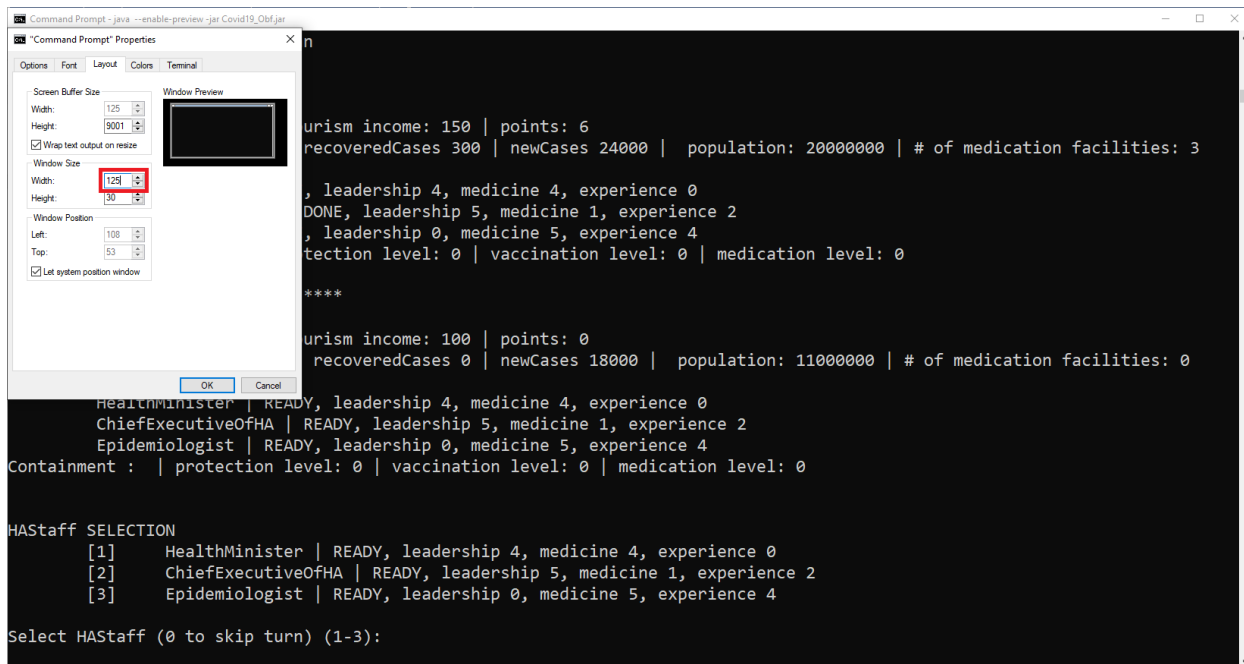 Command Prompt - java --enable-preview -jar Covid19_Obf.jar
"Command Prompt" Properties
n
Options Font Layout Colors Terminal
Screen Buffer Size
Window Preview
Width: 125
Height: 9001
Wrap text output on resize
Window Size
Width: 125
Height: 30
Window Position
Left: 108
Top: 53
Let system position window
OK Cancel
urism income: 150 | points: 6
recoveredCases 300 | newCases 24000 | population: 20000000 | # of medication facilities: 3
, leadership 4, medicine 4, experience 0
DONE, leadership 5, medicine 1, experience 2
, leadership 0, medicine 5, experience 4
tection level: 0 | vaccination level: 0 | medication level: 0
****
urism income: 100 | points: 0
recoveredCases 0 | newCases 18000 | population: 11000000 | # of medication facilities: 0
HealthMinister | READY, leadership 4, medicine 4, experience 0
ChiefExecutiveOfHA | READY, leadership 5, medicine 1, experience 2
Epidemiologist | READY, leadership 0, medicine 5, experience 4
Containment : | protection level: 0 | vaccination level: 0 | medication level: 0
HAStaff SELECTION
[1] HealthMinister | READY, leadership 4, medicine 4, experience 0
[2] ChiefExecutiveOfHA | READY, leadership 5, medicine 1, experience 2
[3] Epidemiologist | READY, leadership 0, medicine 5, experience 4
Select HAStaff (0 to skip turn) (1-3):